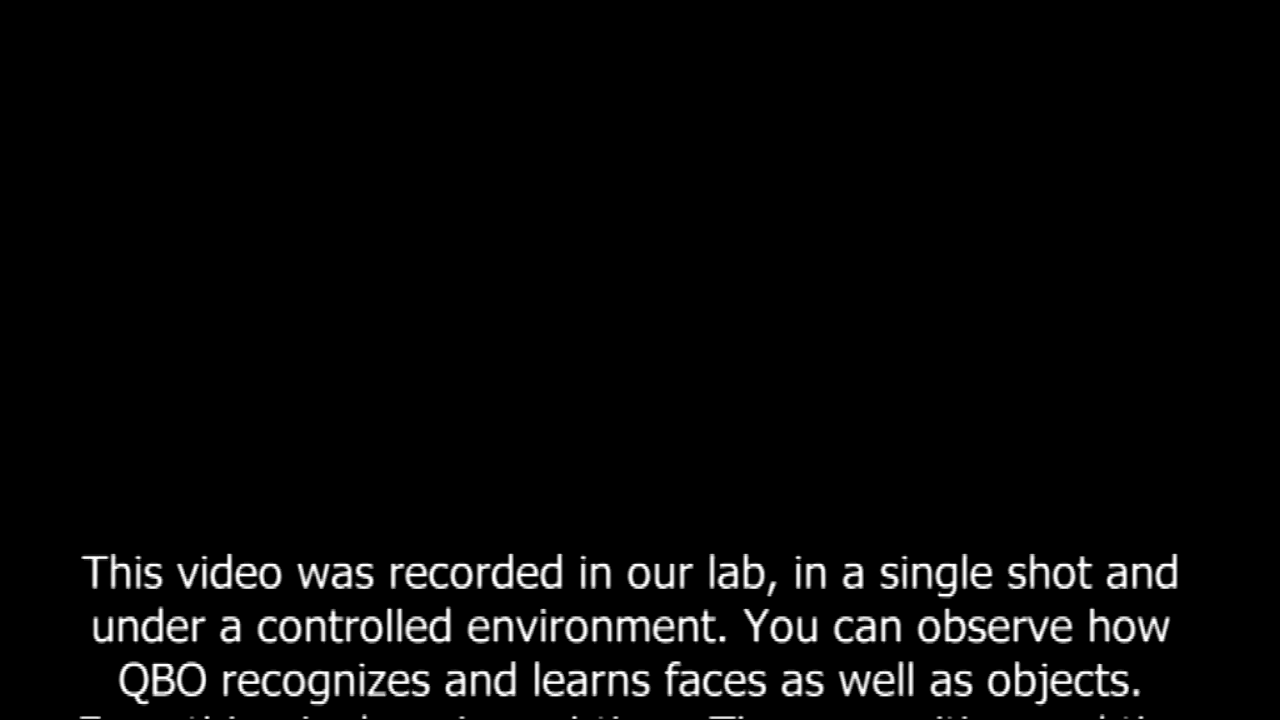 This video was recorded in our lab, in a single shot and
under a controlled environment. You can observe how
QBO recognizes and learns faces as well as objects.